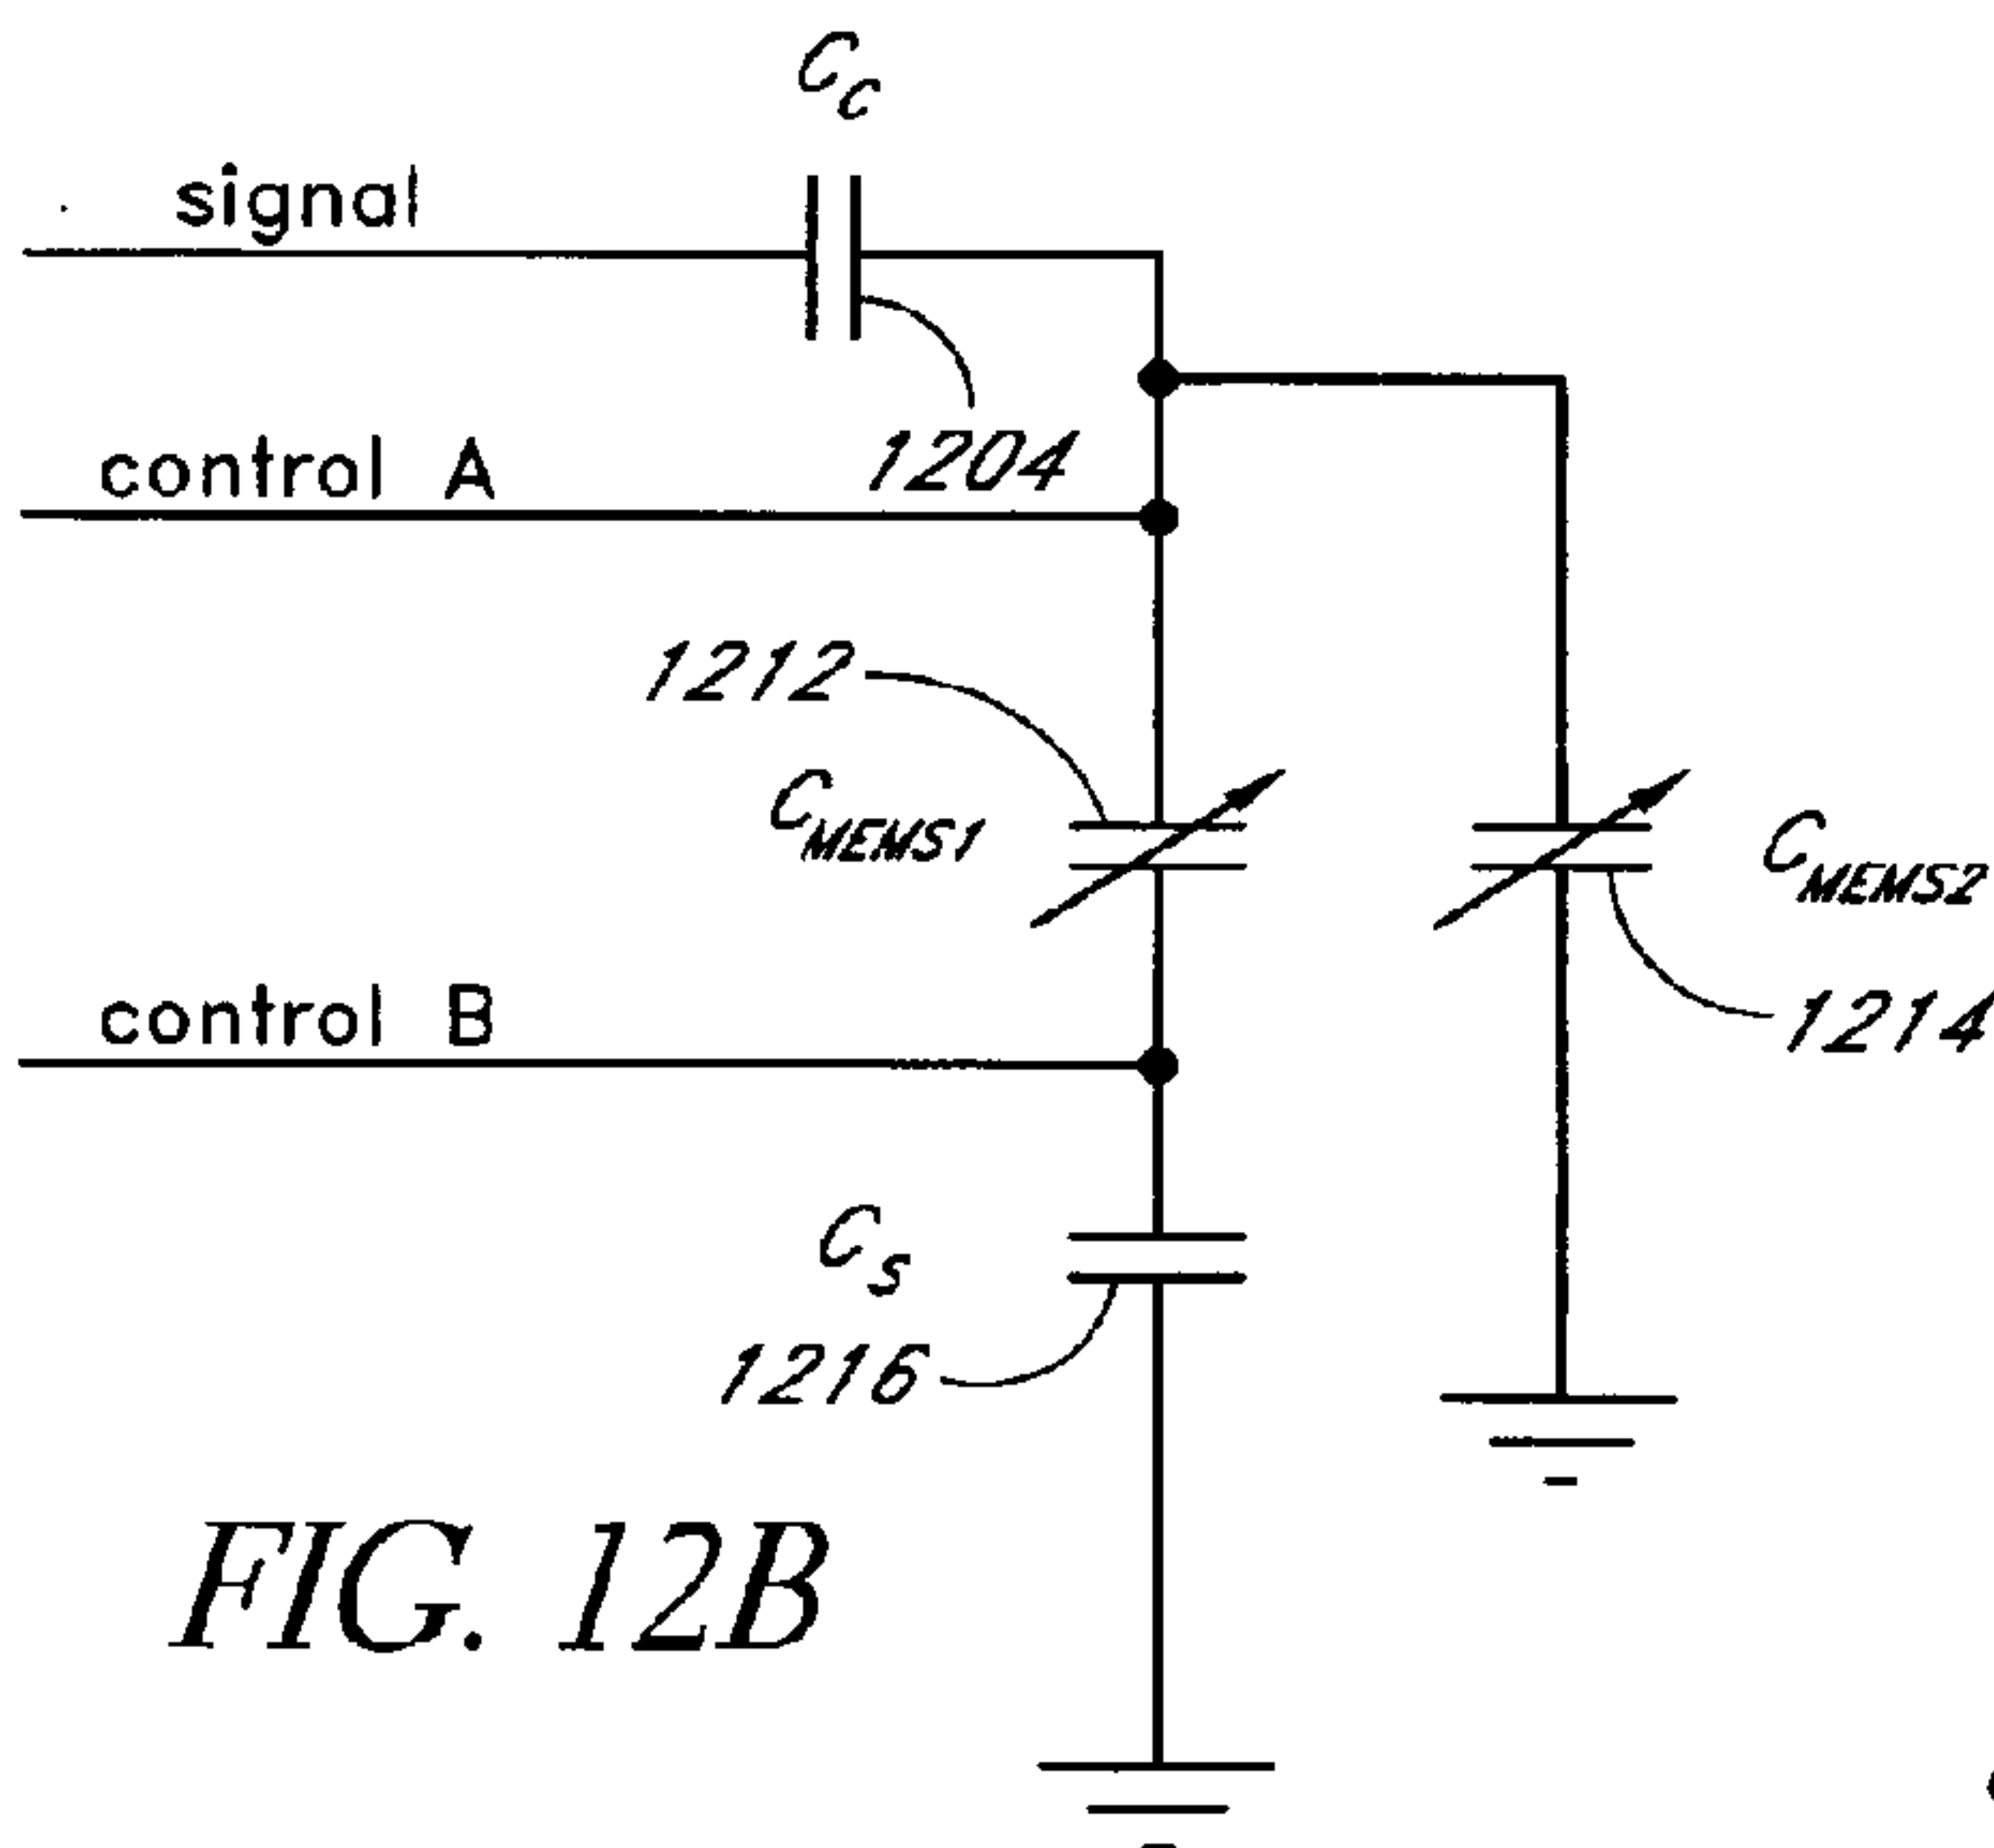 C_C
signal
1204
control A
1212
C_MEMS1
C_MEMS2
control B
1214
C_S
1216
FIG. 12B